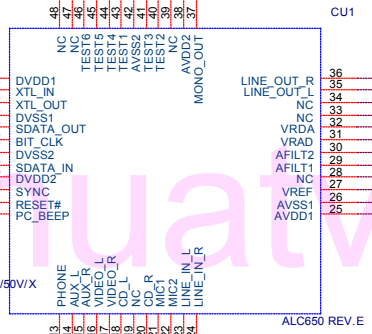 48 47 46 45 44 43 42 41 40 39 38 37
CU1
NC
NC
TEST6
TEST5
TEST4
TEST1
AVSS2
TEST3
TEST2
NC
AVDD2
MONO_OUT
DVDD1
XTL_IN
XTL_OUT
DVSS1
SDATA_OUT
BIT_CLK
DVSS2
SDATA_IN
DVDD2
SYNC
RESET#
PC_BEEP
LINE_OUT_R 36
LINE_OUT_L 35
NC 34
NC 33
VRDA 32
VRAD 31
AFILT2 30
AFILT1 29
NC 28
VREF 27
AVSS1 26
AVDD1 25
/50V/X
PHONE
AUX_L
AUX_R
VIDEO_L
VIDEO_R
CD_L
NC
CD_R
MIC1
MIC2
LINE_IN_L
LINE_IN_R
ALC650 REV.E